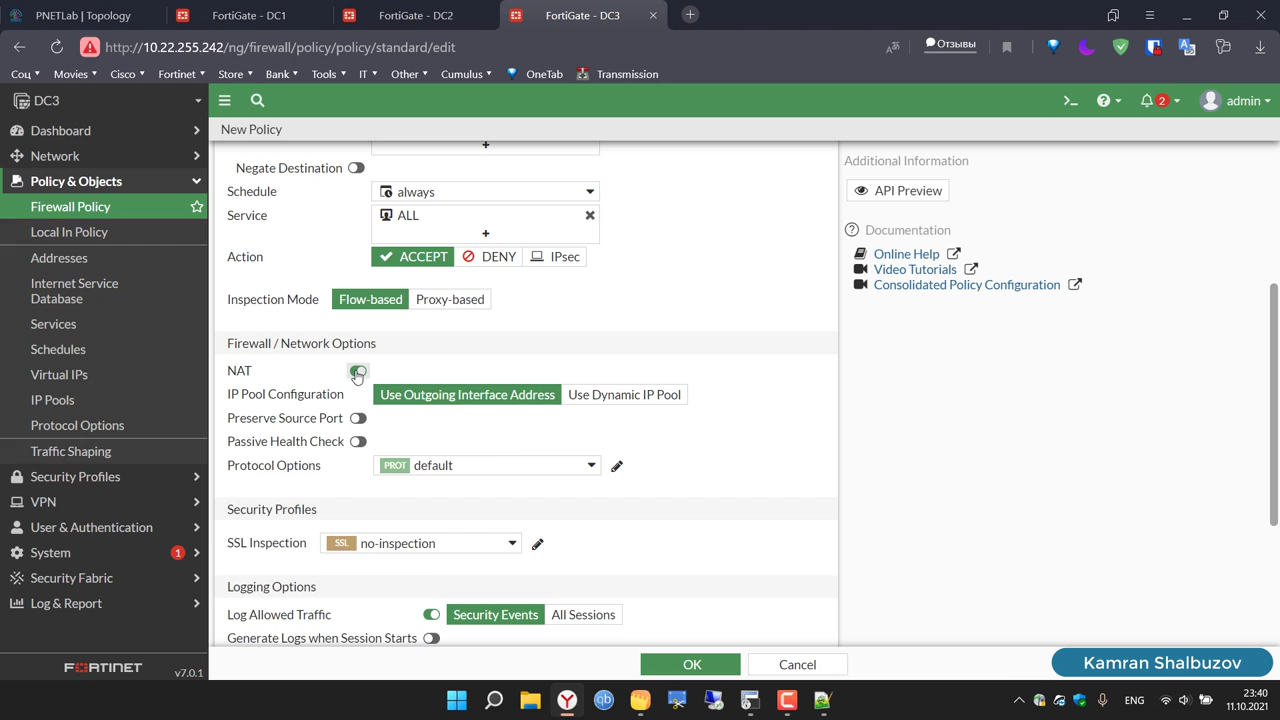 PNETLab | Topology
FortiGate - DC1
FortiGate - DC2
FortiGate - DC3
http://10.22.255.242/ng/firewall/policy/policy/standard/edit
Отзывы
Соц
Movies
Cisco
Fortinet
Store
Bank
Tools
IT
Other
Cumulus
OneTab
Transmission
DC3
2
admin
Dashboard
Network
Policy & Objects
Firewall Policy
Local In Policy
Addresses
Internet Service
Database
Services
Schedules
Virtual IPs
IP Pools
Protocol Options
Traffic Shaping
Security Profiles
VPN
User & Authentication
System 1
Security Fabric
Log & Report
FORTINET v7.0.1
New Policy
Negate Destination
Schedule always
Service ALL
Action ACCEPT DENY IPsec
Inspection Mode Flow-based Proxy-based
Firewall / Network Options
NAT
IP Pool Configuration Use Outgoing Interface Address Use Dynamic IP Pool
Preserve Source Port
Passive Health Check
Protocol Options PROT default
Security Profiles
SSL Inspection SSL no-inspection
Logging Options
Log Allowed Traffic Security Events All Sessions
Generate Logs when Session Starts
OK Cancel
Additional Information
API Preview
Documentation
Online Help
Video Tutorials
Consolidated Policy Configuration
Kamran Shalbuzov
ENG
23:40
11.10.2021